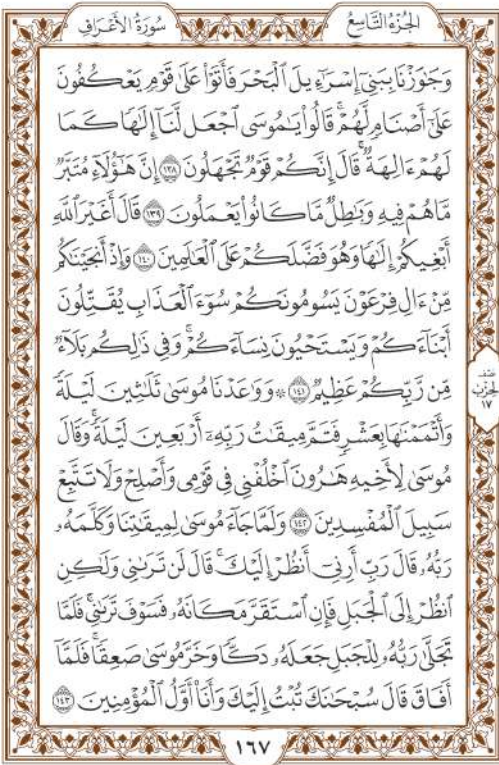 الجزء التاسع
سورة الأعراف
وَجَٰوَزْنَا بِبَنِىٓ إِسْرَٰٓءِيلَ ٱلْبَحْرَ فَأَتَوْا۟ عَلَىٰ قَوْمٍ يَعْكُفُونَ
عَلَىٰٓ أَصْنَامٍ لَّهُمْ ۚ قَالُوا۟ يَٰمُوسَى ٱجْعَل لَّنَآ إِلَٰهًا كَمَا
لَهُمْ ءَالِهَةٌ ۚ قَالَ إِنَّكُمْ قَوْمٌ تَجْهَلُونَ ١٣٨ إِنَّ هَٰٓؤُلَآءِ مُتَبَّرٌ
مَّا هُمْ فِيهِ وَبَٰطِلٌ مَّا كَانُوا۟ يَعْمَلُونَ ١٣٩ قَالَ أَغَيْرَ ٱللَّهِ
أَبْغِيكُمْ إِلَٰهًا وَهُوَ فَضَّلَكُمْ عَلَى ٱلْعَٰلَمِينَ ١٤٠ وَإِذْ أَنجَيْنَٰكُم
مِّنْ ءَالِ فِرْعَوْنَ يَسُومُونَكُمْ سُوٓءَ ٱلْعَذَابِ يُقَتِّلُونَ
أَبْنَآءَكُمْ وَيَسْتَحْيُونَ نِسَآءَكُمْ ۚ وَفِى ذَٰلِكُم بَلَآءٌ
مِّن رَّبِّكُمْ عَظِيمٌ ١٤١ ۞ وَوَٰعَدْنَا مُوسَىٰ ثَلَٰثِينَ لَيْلَةً
وَأَتْمَمْنَٰهَا بِعَشْرٍ فَتَمَّ مِيقَٰتُ رَبِّهِۦٓ أَرْبَعِينَ لَيْلَةً ۚ وَقَالَ
مُوسَىٰ لِأَخِيهِ هَٰرُونَ ٱخْلُفْنِى فِى قَوْمِى وَأَصْلِحْ وَلَا تَتَّبِعْ
سَبِيلَ ٱلْمُفْسِدِينَ ١٤٢ وَلَمَّا جَآءَ مُوسَىٰ لِمِيقَٰتِنَا وَكَلَّمَهُۥ
رَبُّهُۥ قَالَ رَبِّ أَرِنِىٓ أَنظُرْ إِلَيْكَ ۚ قَالَ لَن تَرَىٰنِى وَلَٰكِنِ
ٱنظُرْ إِلَى ٱلْجَبَلِ فَإِنِ ٱسْتَقَرَّ مَكَانَهُۥ فَسَوْفَ تَرَىٰنِى ۚ فَلَمَّا
تَجَلَّىٰ رَبُّهُۥ لِلْجَبَلِ جَعَلَهُۥ دَكًّا وَخَرَّ مُوسَىٰ صَعِقًا ۚ فَلَمَّآ
أَفَاقَ قَالَ سُبْحَٰنَكَ تُبْتُ إِلَيْكَ وَأَنَا۠ أَوَّلُ ٱلْمُؤْمِنِينَ ١٤٣
نصف
الحزب
١٧
١٦٧